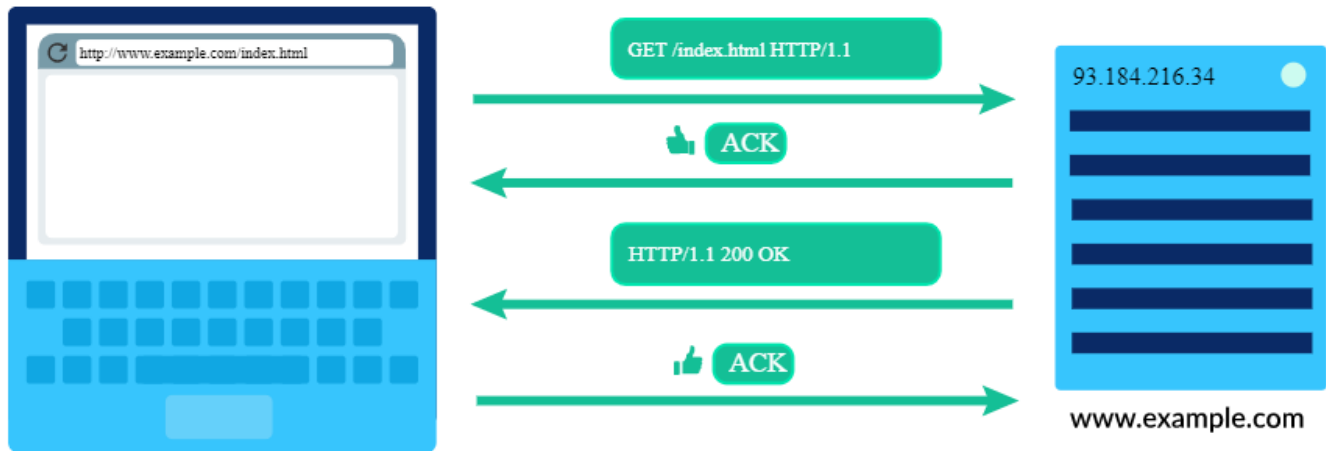 http://www.example.com/index.html
GET /index.html HTTP/1.1
93.184.216.34
ACK
HTTP/1.1 200 OK
ACK
www.example.com